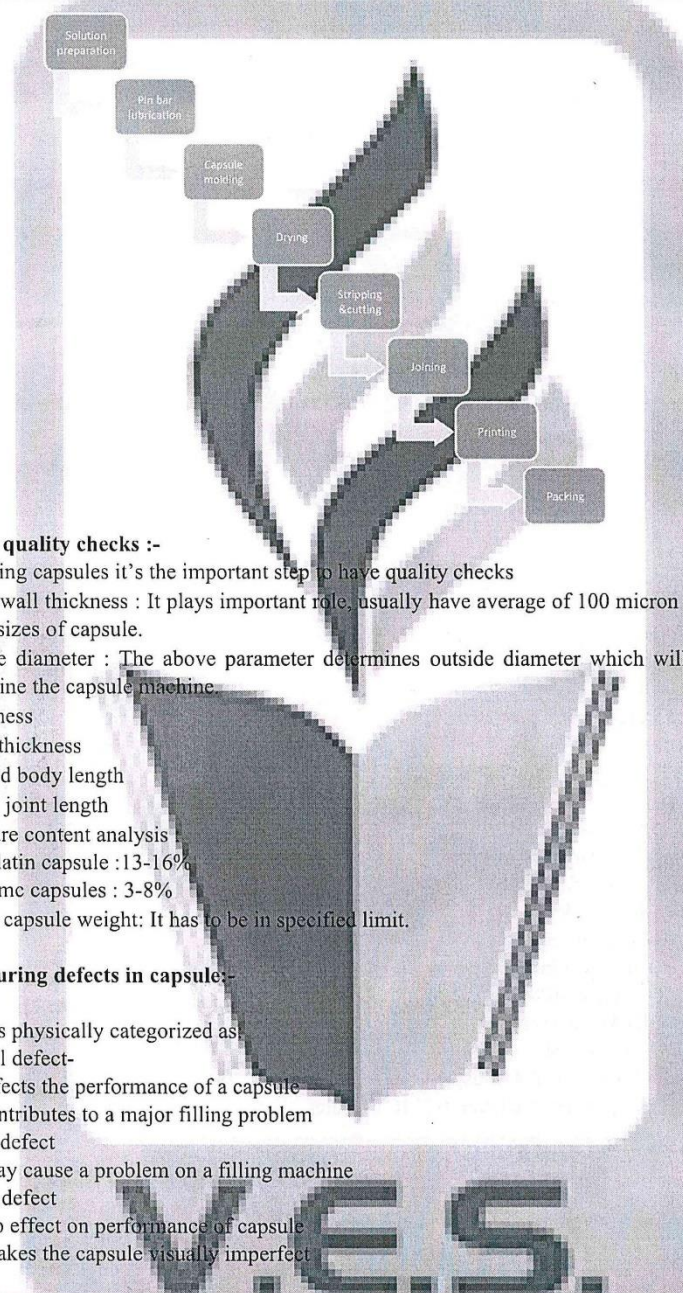 Solution
preparation
Pin bar
lubrication
Capsule
molding
Drying
Stripping
&cutting
Joining
Printing
Packing
quality checks :-
ing capsules it's the important step to have quality checks
wall thickness : It plays important role, usually have average of 100 micron
sizes of capsule.
e diameter : The above parameter determines outside diameter which will
ine the capsule machine.
ness
thickness
d body length
joint length
re content analysis :
latin capsule :13-16%
mc capsules : 3-8%
capsule weight: It has to be in specified limit.
uring defects in capsule:-
s physically categorized as:
l defect-
fects the performance of a capsule
ntributes to a major filling problem
defect
ay cause a problem on a filling machine
defect
o effect on performance of capsule
akes the capsule visually imperfect
V.E.S.